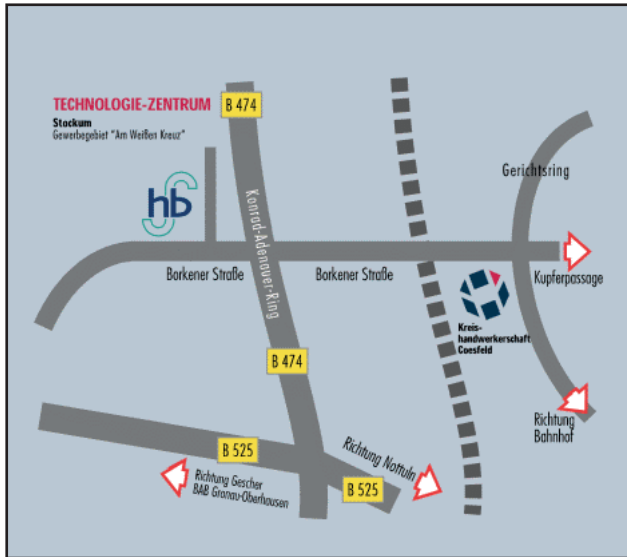 TECHNOLOGIE-ZENTRUM
B 474
Stockum
Gewerbegebiet "Am Weißen Kreuz"
hb
Konrad-Adenauer-Ring
Gerichtsring
Borkener Straße
Borkener Straße
Kupferpassage
Kreis-
handwerkerschaft
Coesfeld
B 474
Richtung
Bahnhof
B 525
Richtung Nottuln
Richtung Gescher
BAB Gronau-Oberhausen
B 525